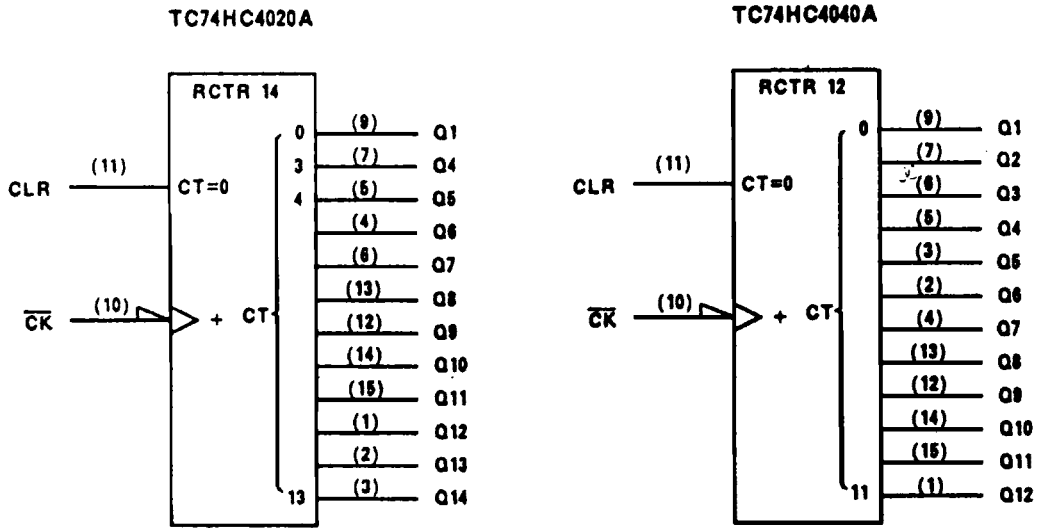 TC74HC4020A
RCTR 14
CLR (11) CT=0
CK (10) + CT
0 (9) Q1
3 (7) Q4
4 (5) Q5
(4) Q6
(6) Q7
(13) Q8
(12) Q9
(14) Q10
(15) Q11
(1) Q12
(2) Q13
13 (3) Q14
TC74HC4040A
RCTR 12
CLR (11) CT=0
CK (10) + CT
0 (9) Q1
(7) Q2
(6) Q3
(5) Q4
(3) Q5
(2) Q6
(4) Q7
(13) Q8
(12) Q9
(14) Q10
(15) Q11
11 (1) Q12